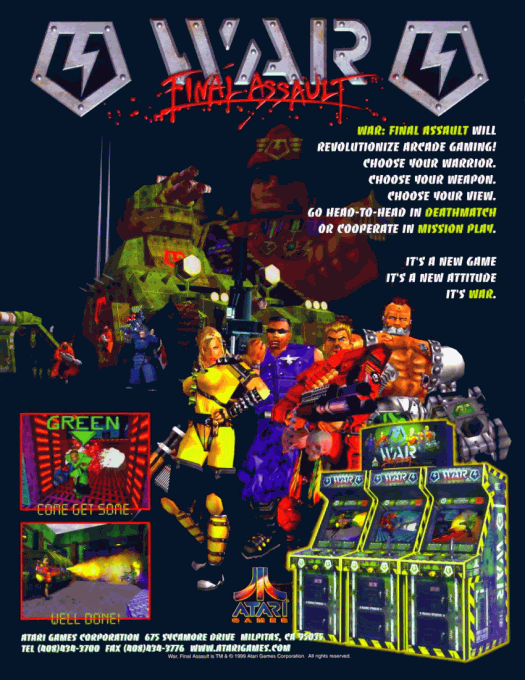 WAR
FINAL ASSAULT
WAR: FINAL ASSAULT WILL
REVOLUTIONIZE ARCADE GAMING!
CHOOSE YOUR WARRIOR.
CHOOSE YOUR WEAPON.
CHOOSE YOUR VIEW.
GO HEAD-TO-HEAD IN DEATHMATCH
OR COOPERATE IN MISSION PLAY.
IT'S A NEW GAME
IT'S A NEW ATTITUDE
IT'S WAR.
GREEN
COME GET SOME.
WELL DONE!
WAR
WAR
WAR
WAR
WAR
ATARI
GAMES
ATARI GAMES CORPORATION 675 SYCAMORE DRIVE MILPITAS, CA 95035
TEL (408)434-3700 FAX (408)434-3776 WWW.ATARIGAMES.COM
War, Final Assault is TM & © 1999 Atari Games Corporation. All rights reserved.